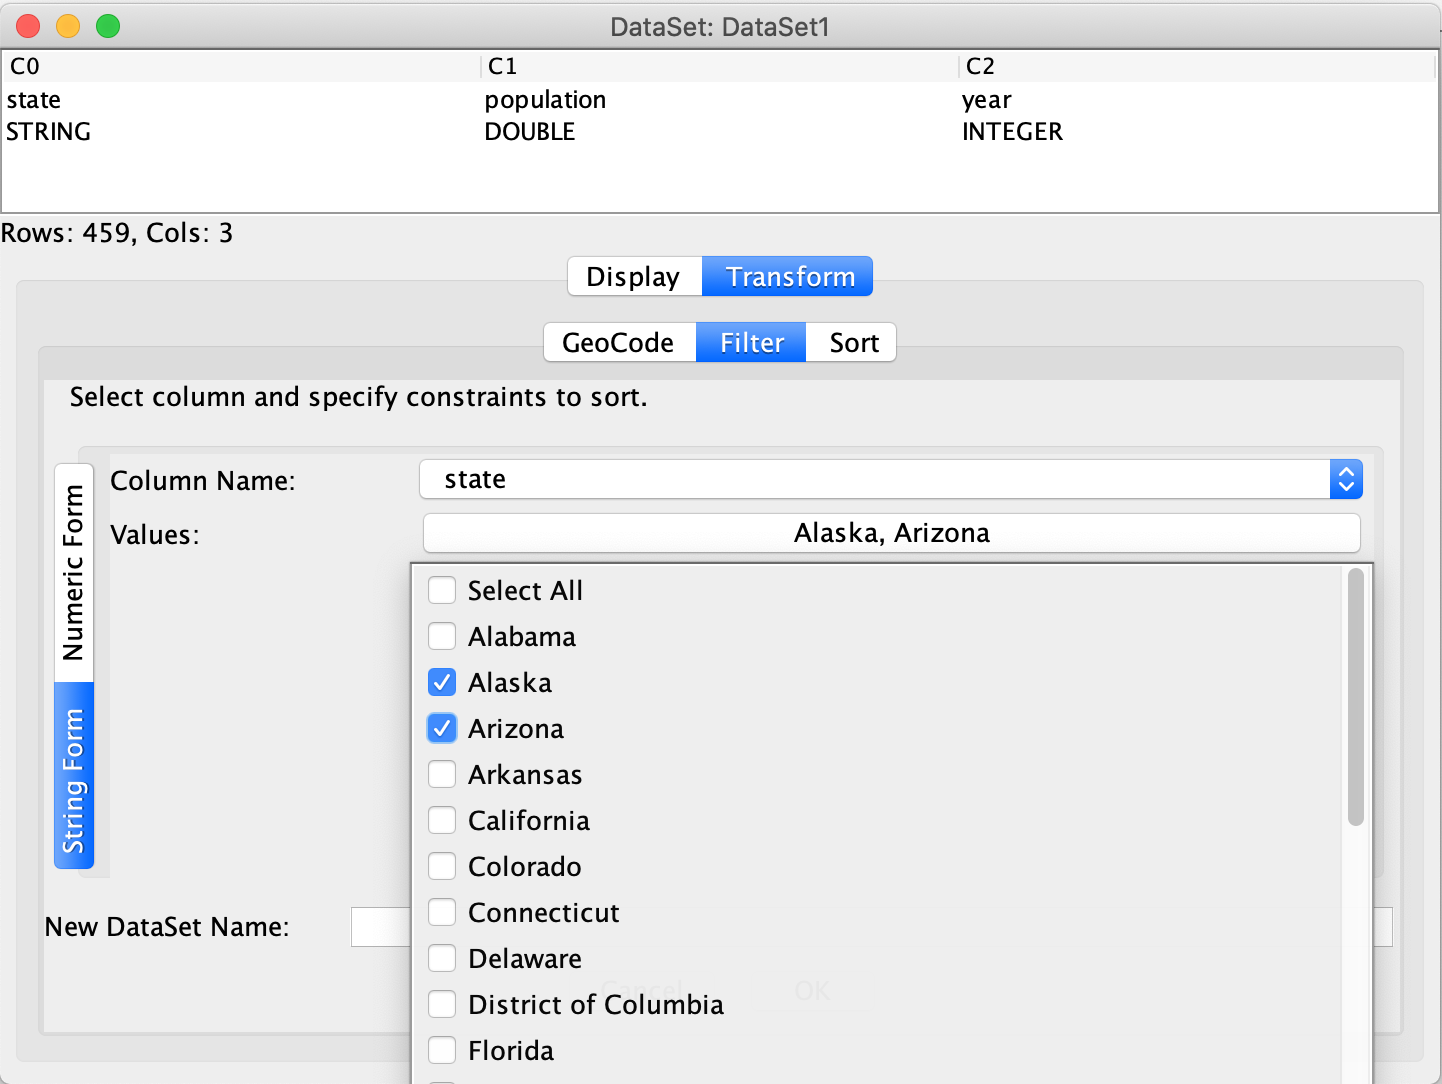 DataSet: DataSet1
C0 C1 C2
state population year
STRING DOUBLE INTEGER
Rows: 459, Cols: 3
Display Transform
GeoCode Filter Sort
Select column and specify constraints to sort.
Numeric Form
String Form
Column Name: state
Values: Alaska, Arizona
Select All
Alabama
Alaska
Arizona
Arkansas
California
Colorado
Connecticut
New DataSet Name:
Delaware
Cancel OK
District of Columbia
Florida